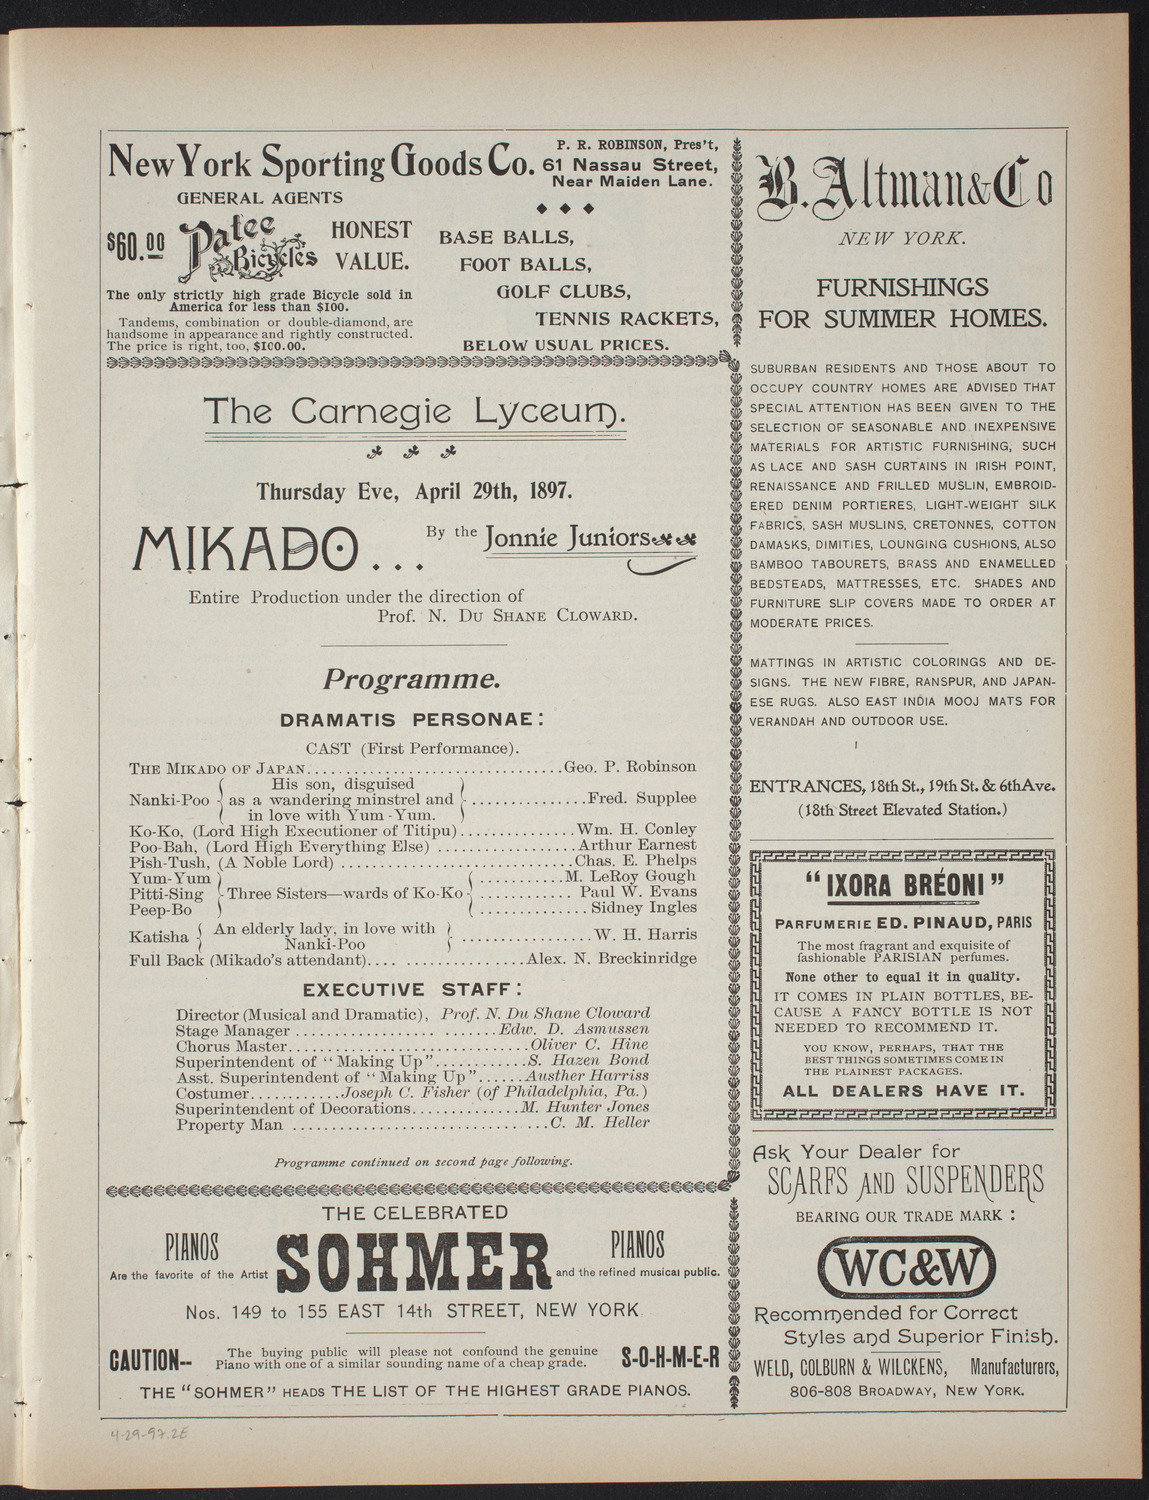 New York Sporting Goods Co.
P. R. ROBINSON, Pres't,
61 Nassau Street,
Near Maiden Lane.
GENERAL AGENTS
$60.00
Patee
Bicycles
HONEST
VALUE.
The only strictly high grade Bicycle sold in
America for less than $100.
Tandems, combination or double-diamond, are
handsome in appearance and rightly constructed.
The price is right, too, $100.00.
BASE BALLS,
FOOT BALLS,
GOLF CLUBS,
TENNIS RACKETS,
BELOW USUAL PRICES.
The Carnegie Lyceum.
Thursday Eve, April 29th, 1897.
MIKADO...
By the Jonnie Juniors
Entire Production under the direction of
Prof. N. DU SHANE CLOWARD.
Programme.
DRAMATIS PERSONAE:
CAST (First Performance).
THE MIKADO OF JAPAN..............................Geo. P. Robinson
His son, disguised
Nanki-Poo { as a wandering minstrel and } ...............Fred. Supplee
in love with Yum-Yum.
Ko-Ko, (Lord High Executioner of Titipu)...............Wm. H. Conley
Poo-Bah, (Lord High Everything Else) ..................Arthur Earnest
Pish-Tush, (A Noble Lord)..............................Chas. E. Phelps
Yum-Yum ...........M. LeRoy Gough
Pitti-Sing } Three Sisters—wards of Ko-Ko { ............ Paul W. Evans
Peep-Bo ..............Sidney Ingles
Katisha { An elderly lady, in love with } .................W. H. Harris
Nanki-Poo
Full Back (Mikado's attendant).... ................Alex. N. Breckinridge
EXECUTIVE STAFF:
Director (Musical and Dramatic), Prof. N. Du Shane Cloward
Stage Manager ..........................Edw. D. Asmussen
Chorus Master...............................Oliver C. Hine
Superintendent of "Making Up"............S. Hazen Bond
Asst. Superintendent of "Making Up"......Austher Harriss
Costumer............Joseph C. Fisher (of Philadelphia, Pa.)
Superintendent of Decorations..............M. Hunter Jones
Property Man .................................C. M. Heller
Programme continued on second page following.
THE CELEBRATED
PIANOS SOHMER PIANOS
Are the favorite of the Artist and the refined musical public.
Nos. 149 to 155 EAST 14th STREET, NEW YORK
CAUTION--
The buying public will please not confound the genuine
Piano with one of a similar sounding name of a cheap grade.
S-O-H-M-E-R
THE "SOHMER" HEADS THE LIST OF THE HIGHEST GRADE PIANOS.
B. Altman & Co
NEW YORK.
FURNISHINGS
FOR SUMMER HOMES.
SUBURBAN RESIDENTS AND THOSE ABOUT TO
OCCUPY COUNTRY HOMES ARE ADVISED THAT
SPECIAL ATTENTION HAS BEEN GIVEN TO THE
SELECTION OF SEASONABLE AND INEXPENSIVE
MATERIALS FOR ARTISTIC FURNISHING, SUCH
AS LACE AND SASH CURTAINS IN IRISH POINT,
RENAISSANCE AND FRILLED MUSLIN, EMBROID-
ERED DENIM PORTIERES, LIGHT-WEIGHT SILK
FABRICS, SASH MUSLINS, CRETONNES, COTTON
DAMASKS, DIMITIES, LOUNGING CUSHIONS, ALSO
BAMBOO TABOURETS, BRASS AND ENAMELLED
BEDSTEADS, MATTRESSES, ETC. SHADES AND
FURNITURE SLIP COVERS MADE TO ORDER AT
MODERATE PRICES.
MATTINGS IN ARTISTIC COLORINGS AND DE-
SIGNS. THE NEW FIBRE, RANSPUR, AND JAPAN-
ESE RUGS. ALSO EAST INDIA MOOJ MATS FOR
VERANDAH AND OUTDOOR USE.
ENTRANCES, 18th St., 19th St. & 6th Ave.
(18th Street Elevated Station.)
"IXORA BRÉONI"
PARFUMERIE ED. PINAUD, PARIS
The most fragrant and exquisite of
fashionable PARISIAN perfumes.
None other to equal it in quality.
IT COMES IN PLAIN BOTTLES, BE-
CAUSE A FANCY BOTTLE IS NOT
NEEDED TO RECOMMEND IT.
YOU KNOW, PERHAPS, THAT THE
BEST THINGS SOMETIMES COME IN
THE PLAINEST PACKAGES.
ALL DEALERS HAVE IT.
Ask Your Dealer for
SCARFS AND SUSPENDERS
BEARING OUR TRADE MARK:
WC&W
Recommended for Correct
Styles and Superior Finish.
WELD, COLBURN & WILCKENS, Manufacturers,
806-808 BROADWAY, NEW YORK.
4-29-97.2E